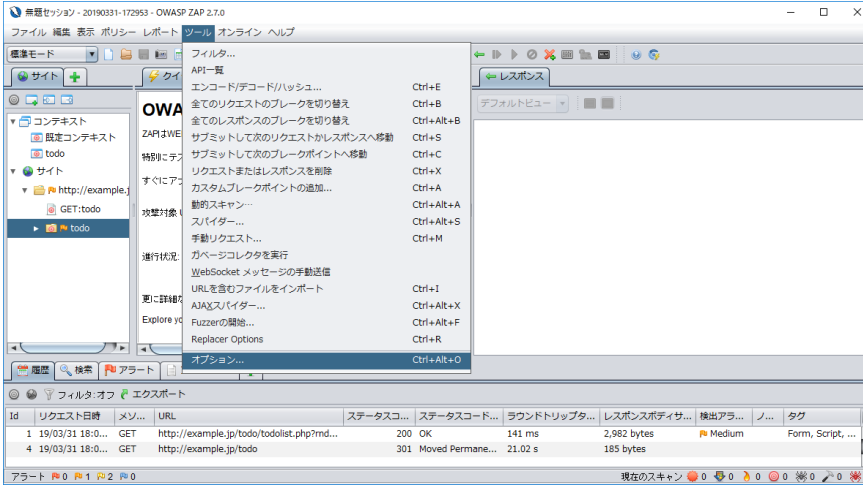 無題セッション - 20190331-172953 - OWASP ZAP 2.7.0
ファイル 編集 表示 ポリシー レポート ツール オンライン ヘルプ
標準モード
サイト
クイ
レスポンス
デフォルトビュー
コンテキスト
既定コンテキスト
todo
サイト
http://example.j
GET:todo
todo
OWA
ZAPはWE
特別にテス
すぐにアプ
攻撃対象 U
進行状況:
更に詳細な
Explore yo
フィルタ...
API一覧
エンコード/デコード/ハッシュ... Ctrl+E
全てのリクエストのブレークを切り替え Ctrl+B
全てのレスポンスのブレークを切り替え Ctrl+Alt+B
サブミットして次のリクエストかレスポンスへ移動 Ctrl+S
サブミットして次のブレークポイントへ移動 Ctrl+C
リクエストまたはレスポンスを削除 Ctrl+X
カスタムブレークポイントの追加... Ctrl+A
動的スキャン… Ctrl+Alt+A
スパイダー... Ctrl+Alt+S
手動リクエスト... Ctrl+M
ガベージコレクタを実行
WebSocket メッセージの手動送信
URLを含むファイルをインポート Ctrl+I
AJAXスパイダー... Ctrl+Alt+X
Fuzzerの開始... Ctrl+Alt+F
Replacer Options Ctrl+R
オプション... Ctrl+Alt+O
履歴 検索 アラート
フィルタ:オフ エクスポート
Id リクエスト日時 メソ... URL ステータスコ... ステータスコード... ラウンドトリップタ... レスポンスボディサ... 検出アラ... ノ... タグ
1 19/03/31 18:0... GET http://example.jp/todo/todolist.php?rnd... 200 OK 141 ms 2,982 bytes Medium Form, Script, ...
4 19/03/31 18:0... GET http://example.jp/todo 301 Moved Permane... 21.02 s 185 bytes
アラート 0 1 2 0 現在のスキャン 0 0 0 0 0 0